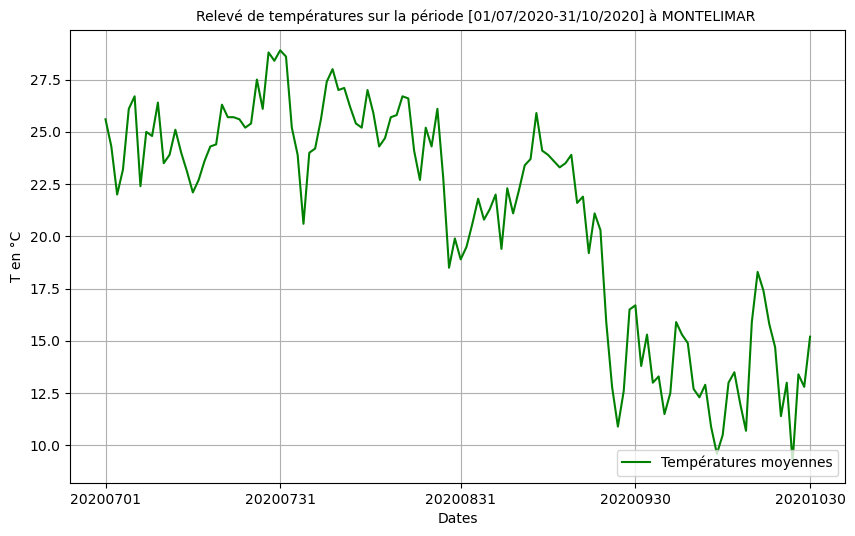 Relevé de températures sur la période [01/07/2020-31/10/2020] à MONTELIMAR
T en °C
27.5
25.0
22.5
20.0
17.5
15.0
12.5
10.0
Températures moyennes
20200701 20200731 20200831 20200930 20201030
Dates